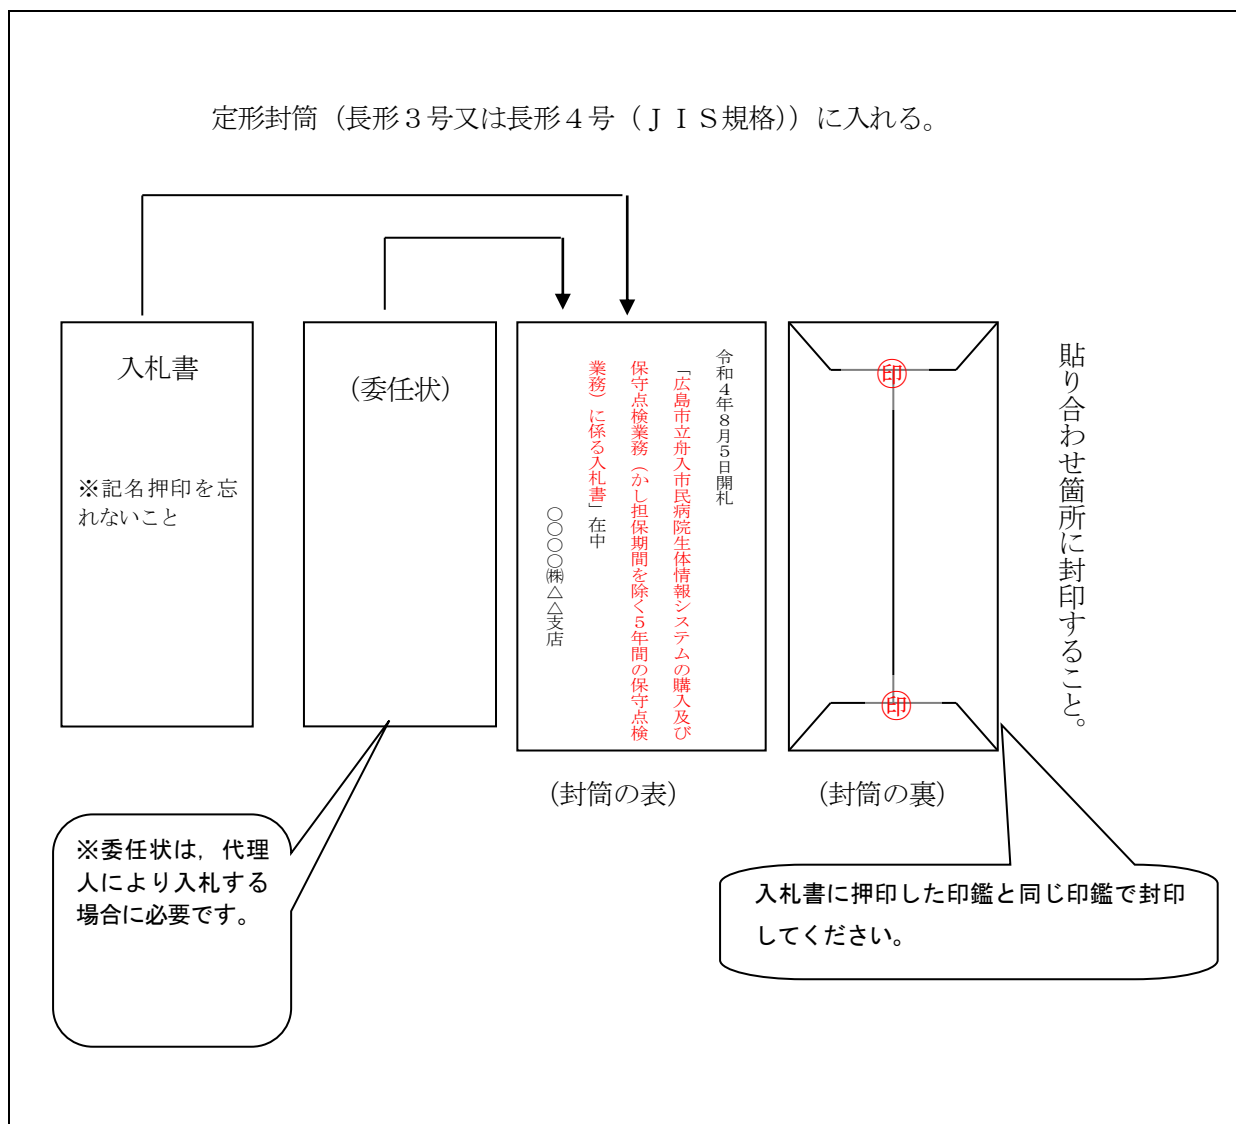 定形封筒（長形３号又は長形４号（ＪＩＳ規格））に入れる。
入札書
※記名押印を忘
れないこと
（委任状）
令和４年８月５日開札
「広島市立舟入市民病院生体情報システムの購入及び
保守点検業務（かし担保期間を除く５年間の保守点検
業務）に係る入札書」在中
○○○○㈱△△支店
印
印
貼り合わせ箇所に封印すること。
（封筒の表）
（封筒の裏）
※委任状は，代理
人により入札する
場合に必要です。
入札書に押印した印鑑と同じ印鑑で封印
してください。